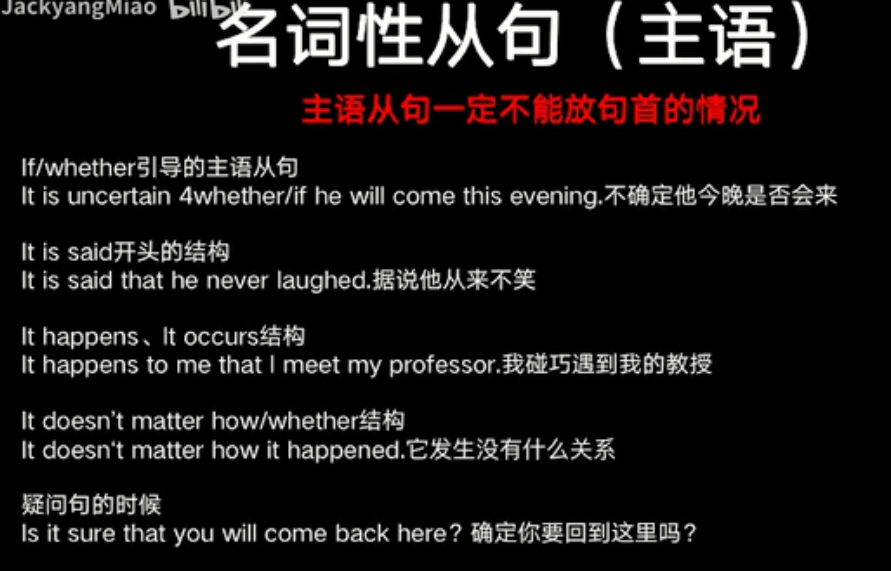 JackyangMiao bilibili
名词性从句（主语）
主语从句一定不能放句首的情况
If/whether引导的主语从句
It is uncertain 4whether/if he will come this evening.不确定他今晚是否会来
It is said开头的结构
It is said that he never laughed.据说他从来不笑
It happens、It occurs结构
It happens to me that I meet my professor.我碰巧遇到我的教授
It doesn't matter how/whether结构
It doesn't matter how it happened.它发生没有什么关系
疑问句的时候
Is it sure that you will come back here？确定你要回到这里吗？